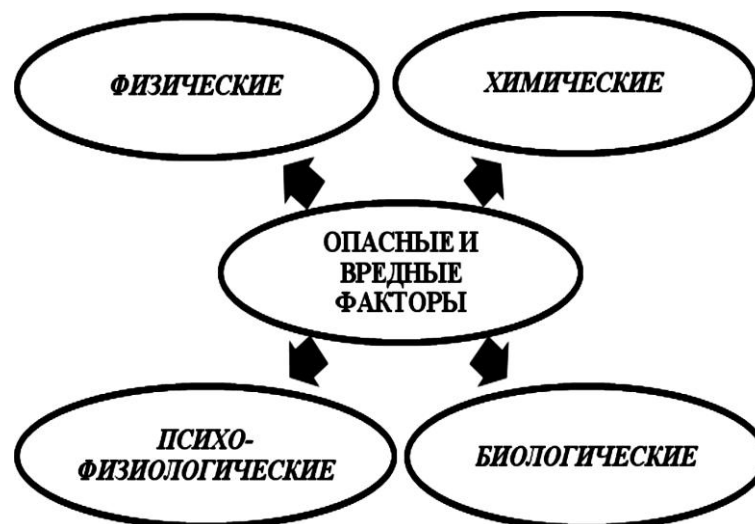 ФИЗИЧЕСКИЕ
ХИМИЧЕСКИЕ
ОПАСНЫЕ И
ВРЕДНЫЕ
ФАКТОРЫ
ПСИХО-
ФИЗИОЛОГИЧЕСКИЕ
БИОЛОГИЧЕСКИЕ